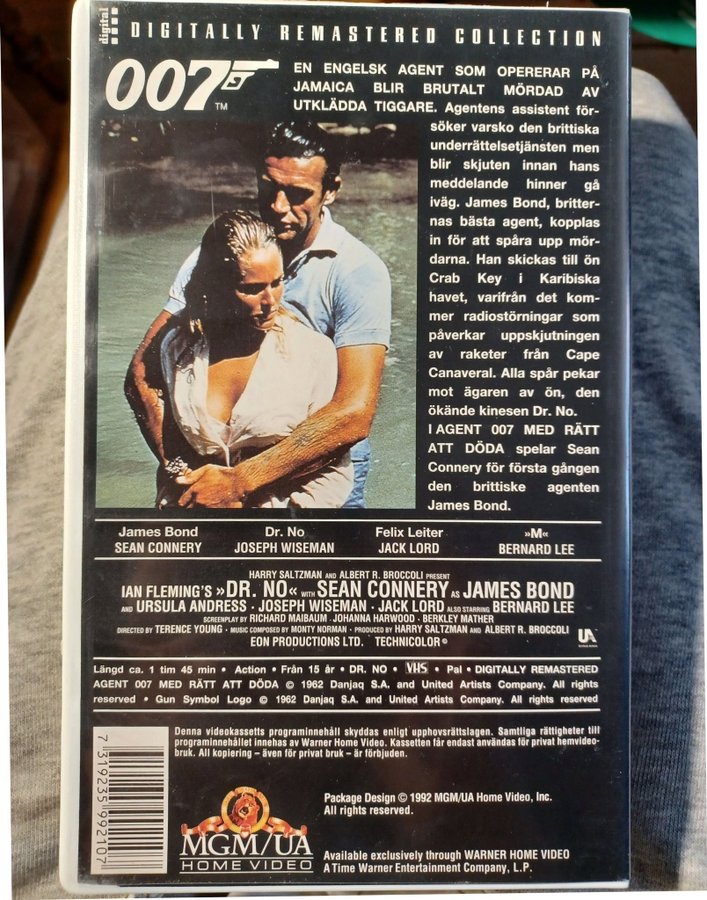 digital
DIGITALLY REMASTERED COLLECTION
007 TM
EN ENGELSK AGENT SOM OPERERAR PÅ
JAMAICA BLIR BRUTALT MÖRDAD AV
UTKLÄDDA TIGGARE. Agentens assistent för-
söker varsko den brittiska
underrättelsetjänsten men
blir skjuten innan hans
meddelande hinner gå
iväg. James Bond, britter-
nas bästa agent, kopplas
in för att spåra upp mör-
darna. Han skickas till ön
Crab Key i Karibiska
havet, varifrån det kom-
mer radiostörningar som
påverkar uppskjutningen
av raketer från Cape
Canaveral. Alla spår pekar
mot ägaren av ön, den
ökände kinesen Dr. No.
I AGENT 007 MED RÄTT
ATT DÖDA spelar Sean
Connery för första gången
den brittiske agenten
James Bond.
James Bond Dr. No Felix Leiter »M«
SEAN CONNERY JOSEPH WISEMAN JACK LORD BERNARD LEE
HARRY SALTZMAN AND ALBERT R. BROCCOLI PRESENT
IAN FLEMING'S »DR. NO« WITH SEAN CONNERY AS JAMES BOND
AND URSULA ANDRESS · JOSEPH WISEMAN · JACK LORD ALSO STARRING BERNARD LEE
SCREENPLAY BY RICHARD MAIBAUM · JOHANNA HARWOOD · BERKLEY MATHER
DIRECTED BY TERENCE YOUNG · MUSIC COMPOSED BY MONTY NORMAN · PRODUCED BY HARRY SALTZMAN AND ALBERT R. BROCCOLI
EON PRODUCTIONS LTD. TECHNICOLOR ®
UA
Längd ca. 1 tim 45 min · Action · Från 15 år · DR. NO · VHS · Pal · DIGITALLY REMASTERED
AGENT 007 MED RÄTT ATT DÖDA © 1962 Danjaq S.A. and United Artists Company. All rights
reserved · Gun Symbol Logo © 1962 Danjaq S.A. and United Artists Company. All rights reserved
Denna videokassetts programinnehåll skyddas enligt upphovsrättslagen. Samtliga rättigheter till
programinnehållet innehas av Warner Home Video. Kassetten får endast användas för privat hemvideo-
bruk. All kopiering – även för privat bruk – är förbjuden.
7319235992107
MGM/UA
HOME VIDEO
Package Design © 1992 MGM/UA Home Video, Inc.
All rights reserved.
Available exclusively through WARNER HOME VIDEO
A Time Warner Entertainment Company, L.P.